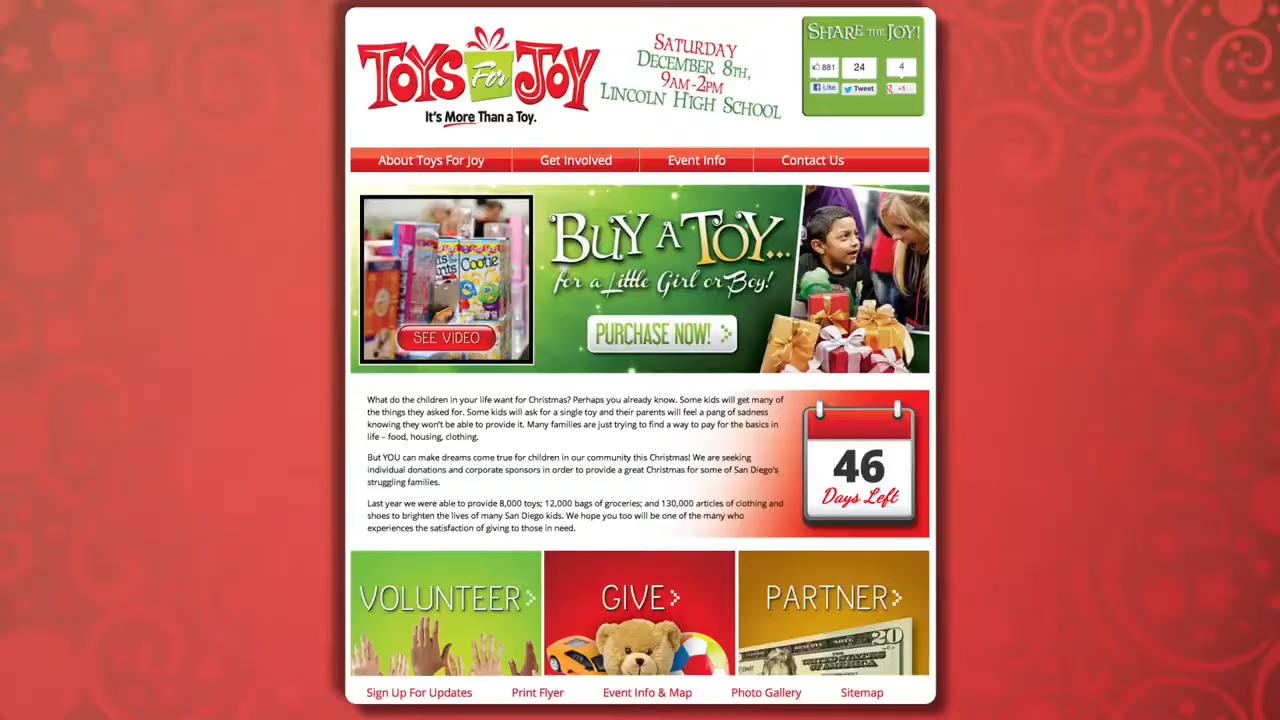 TOYS For JOY
It's More Than a Toy.
SATURDAY
DECEMBER 8TH,
9AM-2PM
LINCOLN HIGH SCHOOL
SHARE THE JOY!
881
24
4
Like
Tweet
+1
About Toys For Joy
Get Involved
Event Info
Contact Us
Cootie
SEE VIDEO
BUY A TOY...
for a Little Girl or Boy!
PURCHASE NOW!
What do the children in your life want for Christmas? Perhaps you already know. Some kids will get many of
the things they asked for. Some kids will ask for a single toy and their parents will feel a pang of sadness
knowing they won't be able to provide it. Many families are just trying to find a way to pay for the basics in
life – food, housing, clothing.
But YOU can make dreams come true for children in our community this Christmas! We are seeking
individual donations and corporate sponsors in order to provide a great Christmas for some of San Diego's
struggling families.
Last year we were able to provide 8,000 toys; 12,000 bags of groceries; and 130,000 articles of clothing and
shoes to brighten the lives of many San Diego kids. We hope you too will be one of the many who
experiences the satisfaction of giving to those in need.
46
Days Left
VOLUNTEER
GIVE
PARTNER
20
THE UNITED STATES
OF AMERICA
Sign Up For Updates
Print Flyer
Event Info & Map
Photo Gallery
Sitemap